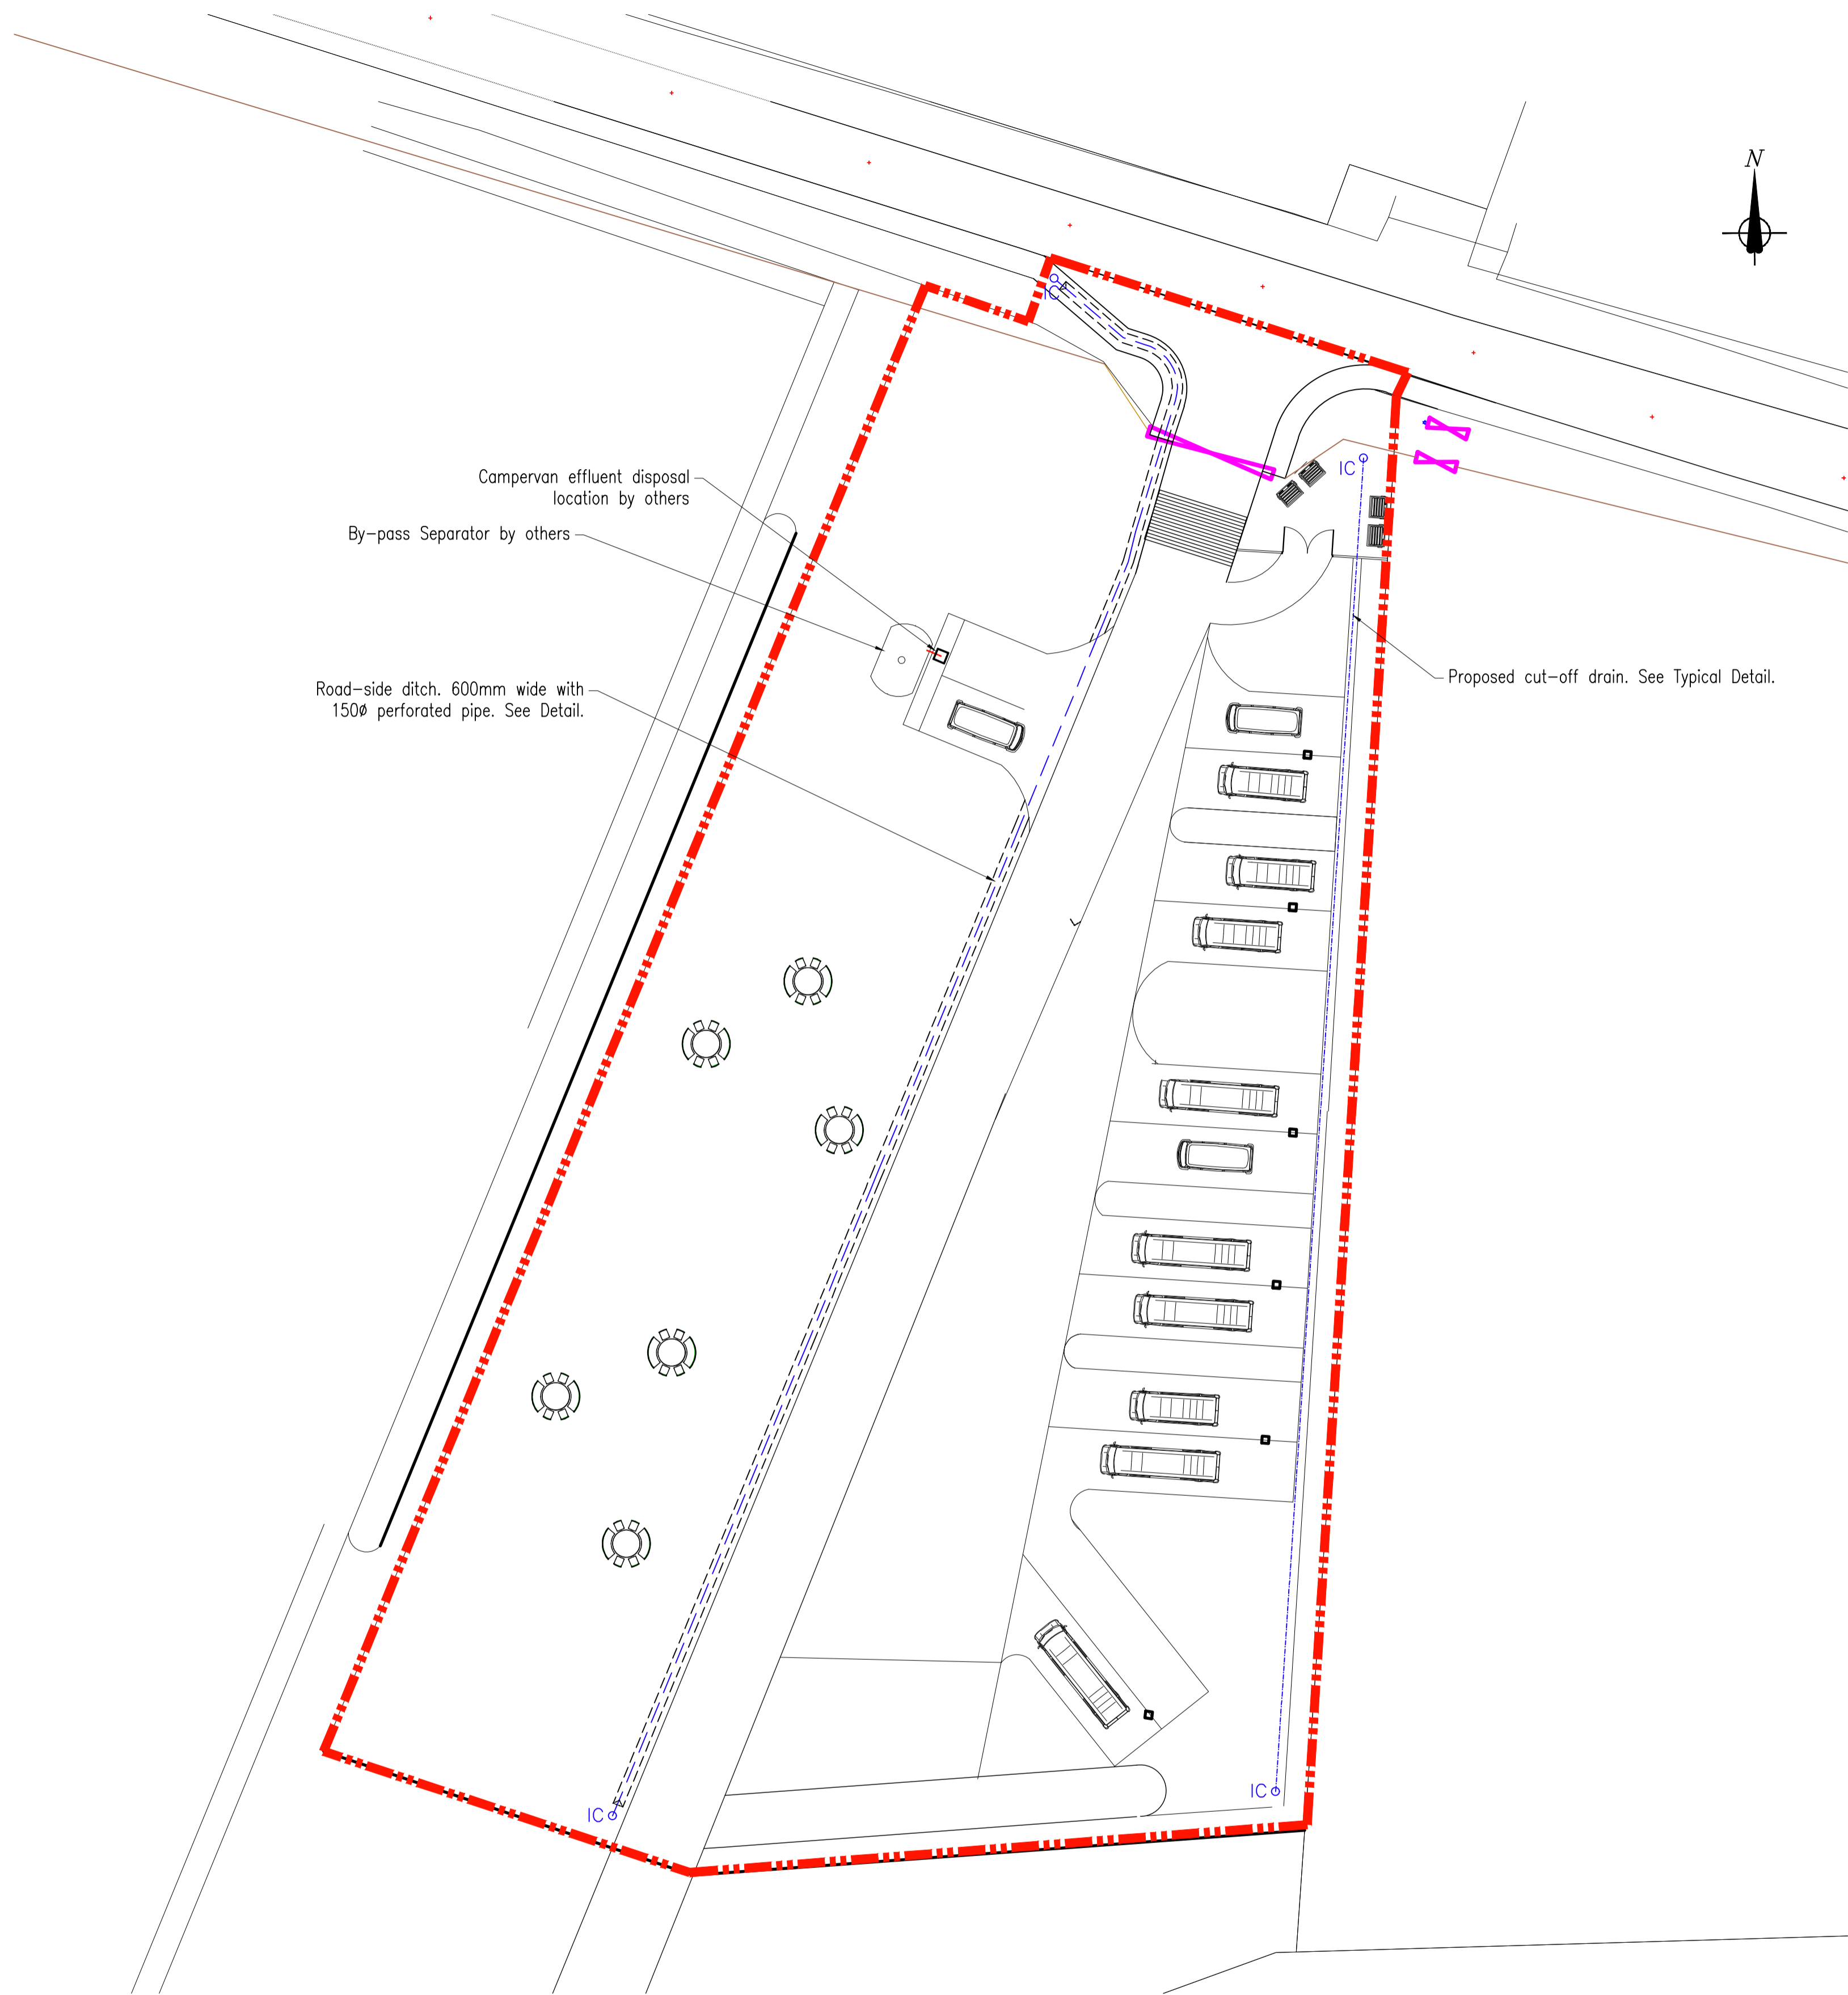 N
IC
IC
Campervan effluent disposal
location by others
By-pass Separator by others
Road-side ditch. 600mm wide with
150ø perforated pipe. See Detail.
Proposed cut-off drain. See Typical Detail.
IC
IC